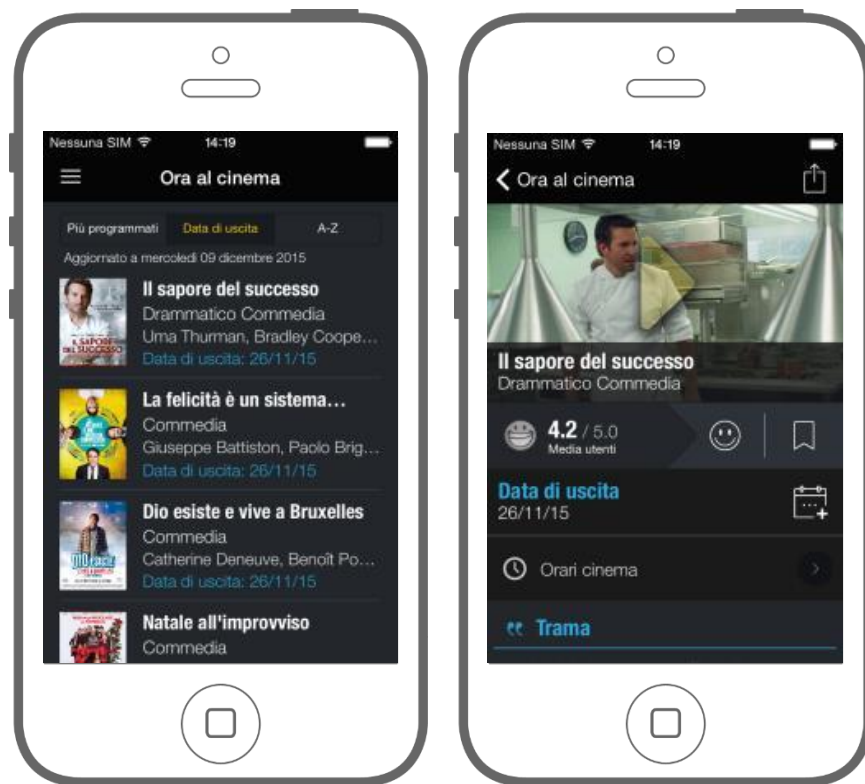 Nessuna SIM 14:19
Ora al cinema
Più programmati Data di uscita A-Z
Aggiornato a mercoledì 09 dicembre 2015
Il sapore del successo
Drammatico Commedia
Uma Thurman, Bradley Coope...
Data di uscita: 26/11/15
IL SAPORE
DEL SUCCESSO
La felicità è un sistema...
Commedia
Giuseppe Battiston, Paolo Brig...
Data di uscita: 26/11/15
Dio esiste e vive a Bruxelles
Commedia
Catherine Deneuve, Benoît Po...
Data di uscita: 26/11/15
Natale all'improvviso
Commedia
Nessuna SIM 14:19
Ora al cinema
Il sapore del successo
Drammatico Commedia
4.2 / 5.0
Media utenti
Data di uscita
26/11/15
Orari cinema
Trama